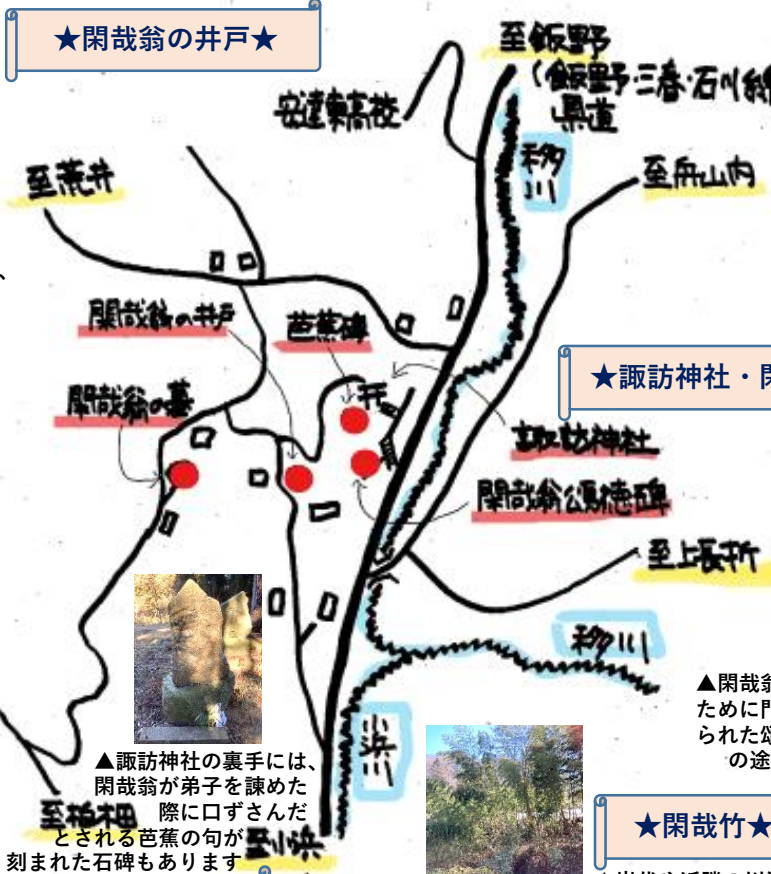 ★閑哉翁の井戸★
至飯野
(飯野・三春・石川線
県道
安達東高校
移川
至舟山内
至荒井
、
閑哉翁の井戸
芭蕉碑
★諏訪神社・閑
閑哉翁の墓
諏訪神社
閑哉翁公頌徳碑
至上長折
移川
▲閑哉翁
ために門
られた頌
の途
小浜川
▲諏訪神社の裏手には、
閑哉翁が弟子を諫めた
際に口ずさんだ
とされる芭蕉の句が
刻まれた石碑もあります
至小浜
★閑哉竹★